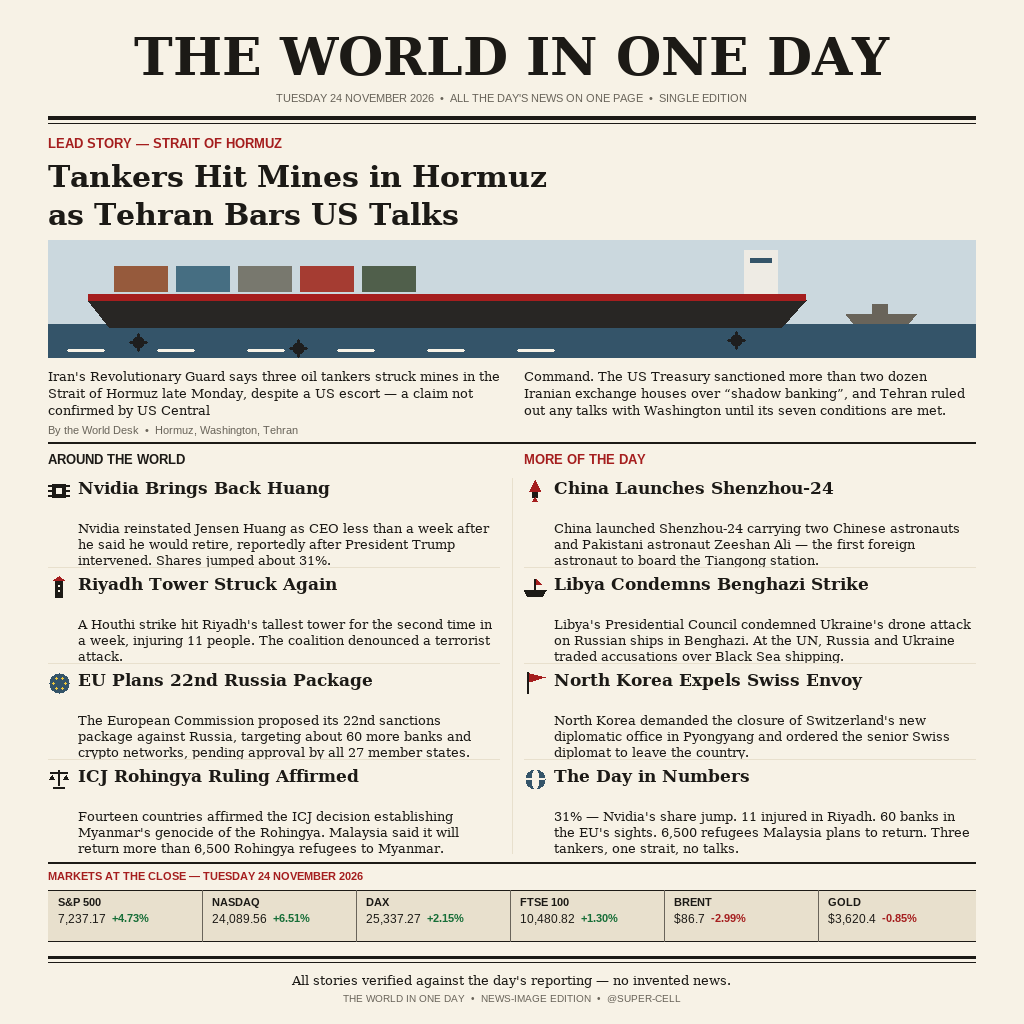 THE WORLD IN ONE DAY
TUESDAY 24 NOVEMBER 2026 • ALL THE DAY'S NEWS ON ONE PAGE • SINGLE EDITION
LEAD STORY — STRAIT OF HORMUZ
Tankers Hit Mines in Hormuz
as Tehran Bars US Talks
Iran's Revolutionary Guard says three oil tankers struck mines in the
Strait of Hormuz late Monday, despite a US escort — a claim not
confirmed by US Central
Command. The US Treasury sanctioned more than two dozen
Iranian exchange houses over “shadow banking”, and Tehran ruled
out any talks with Washington until its seven conditions are met.
By the World Desk • Hormuz, Washington, Tehran
AROUND THE WORLD
Nvidia Brings Back Huang
Nvidia reinstated Jensen Huang as CEO less than a week after
he said he would retire, reportedly after President Trump
intervened. Shares jumped about 31%.
Riyadh Tower Struck Again
A Houthi strike hit Riyadh's tallest tower for the second time in
a week, injuring 11 people. The coalition denounced a terrorist
attack.
EU Plans 22nd Russia Package
The European Commission proposed its 22nd sanctions
package against Russia, targeting about 60 more banks and
crypto networks, pending approval by all 27 member states.
ICJ Rohingya Ruling Affirmed
Fourteen countries affirmed the ICJ decision establishing
Myanmar's genocide of the Rohingya. Malaysia said it will
return more than 6,500 Rohingya refugees to Myanmar.
MORE OF THE DAY
China Launches Shenzhou-24
China launched Shenzhou-24 carrying two Chinese astronauts
and Pakistani astronaut Zeeshan Ali — the first foreign
astronaut to board the Tiangong station.
Libya Condemns Benghazi Strike
Libya's Presidential Council condemned Ukraine's drone attack
on Russian ships in Benghazi. At the UN, Russia and Ukraine
traded accusations over Black Sea shipping.
North Korea Expels Swiss Envoy
North Korea demanded the closure of Switzerland's new
diplomatic office in Pyongyang and ordered the senior Swiss
diplomat to leave the country.
The Day in Numbers
31% — Nvidia's share jump. 11 injured in Riyadh. 60 banks in
the EU's sights. 6,500 refugees Malaysia plans to return. Three
tankers, one strait, no talks.
MARKETS AT THE CLOSE — TUESDAY 24 NOVEMBER 2026
S&P 500
7,237.17 +4.73%
NASDAQ
24,089.56 +6.51%
DAX
25,337.27 +2.15%
FTSE 100
10,480.82 +1.30%
BRENT
$86.7 -2.99%
GOLD
$3,620.4 -0.85%
All stories verified against the day's reporting — no invented news.
THE WORLD IN ONE DAY • NEWS-IMAGE EDITION • @SUPER-CELL